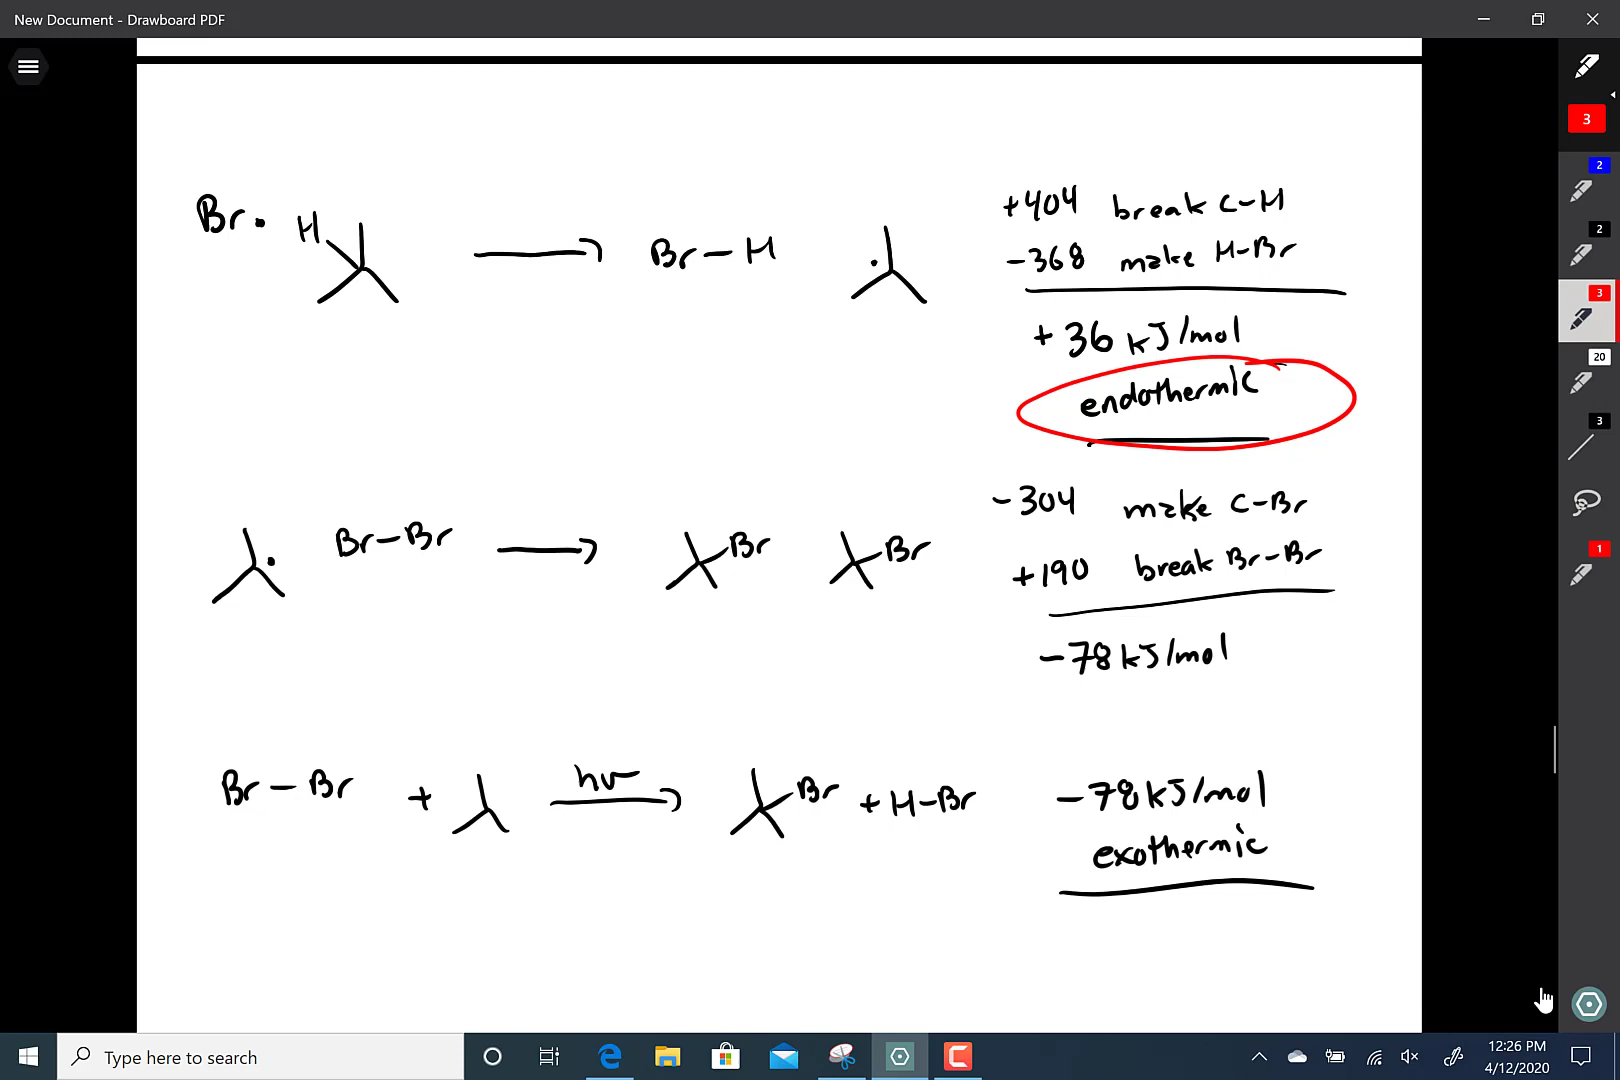 New Document - Drawboard PDF
3
2
2
3
20
3
1
Br· H → Br-H ·
+404 break C-H
-368 make H-Br
+36 kJ/mol
endothermic
· Br-Br → Br Br
-304 make C-Br
+190 break Br-Br
-78 kJ/mol
Br-Br + hν → Br + H-Br
-78 kJ/mol
exothermic
Type here to search
12:26 PM
4/12/2020